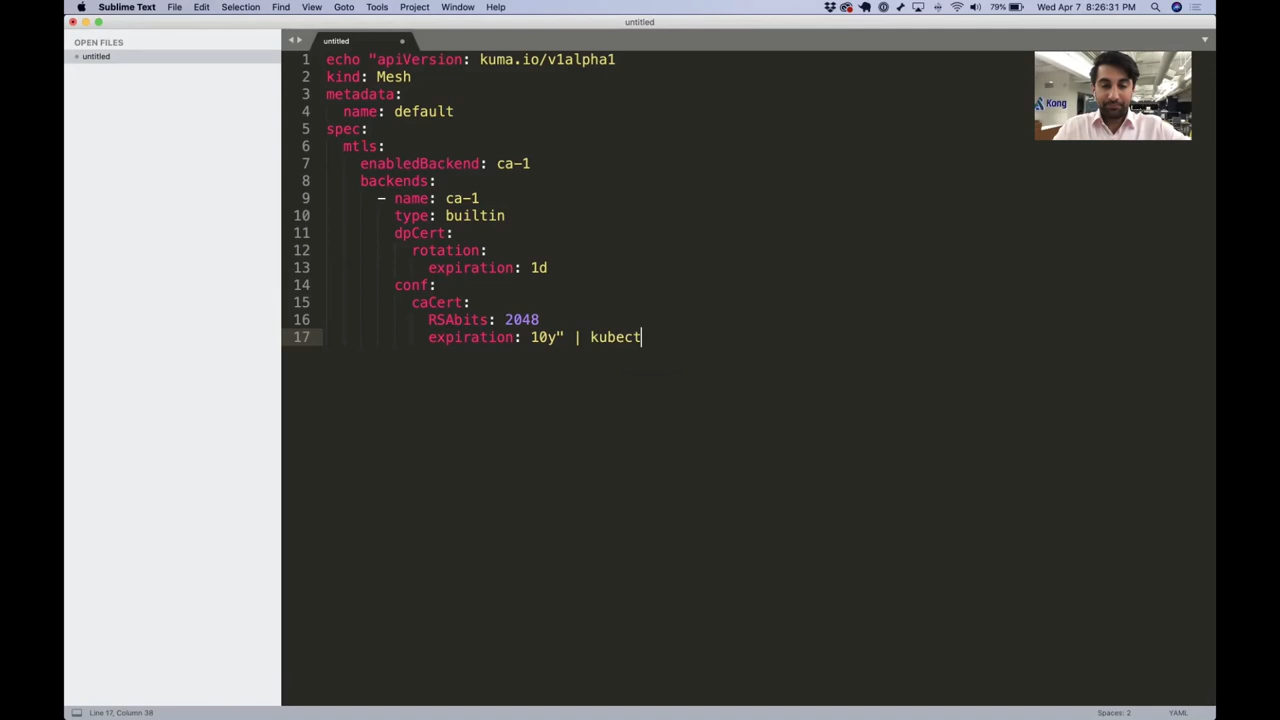 Sublime Text File Edit Selection Find View Goto Tools Project Window Help 79% Wed Apr 7 8:26:31 PM
untitled
OPEN FILES
untitled
untitled
1 echo "apiVersion: kuma.io/v1alpha1
2 kind: Mesh
3 metadata:
4 name: default
5 spec:
6 mtls:
7 enabledBackend: ca-1
8 backends:
9 - name: ca-1
10 type: builtin
11 dpCert:
12 rotation:
13 expiration: 1d
14 conf:
15 caCert:
16 RSAbits: 2048
17 expiration: 10y" | kubect
Kong
Line 17, Column 38 Spaces: 2 YAML